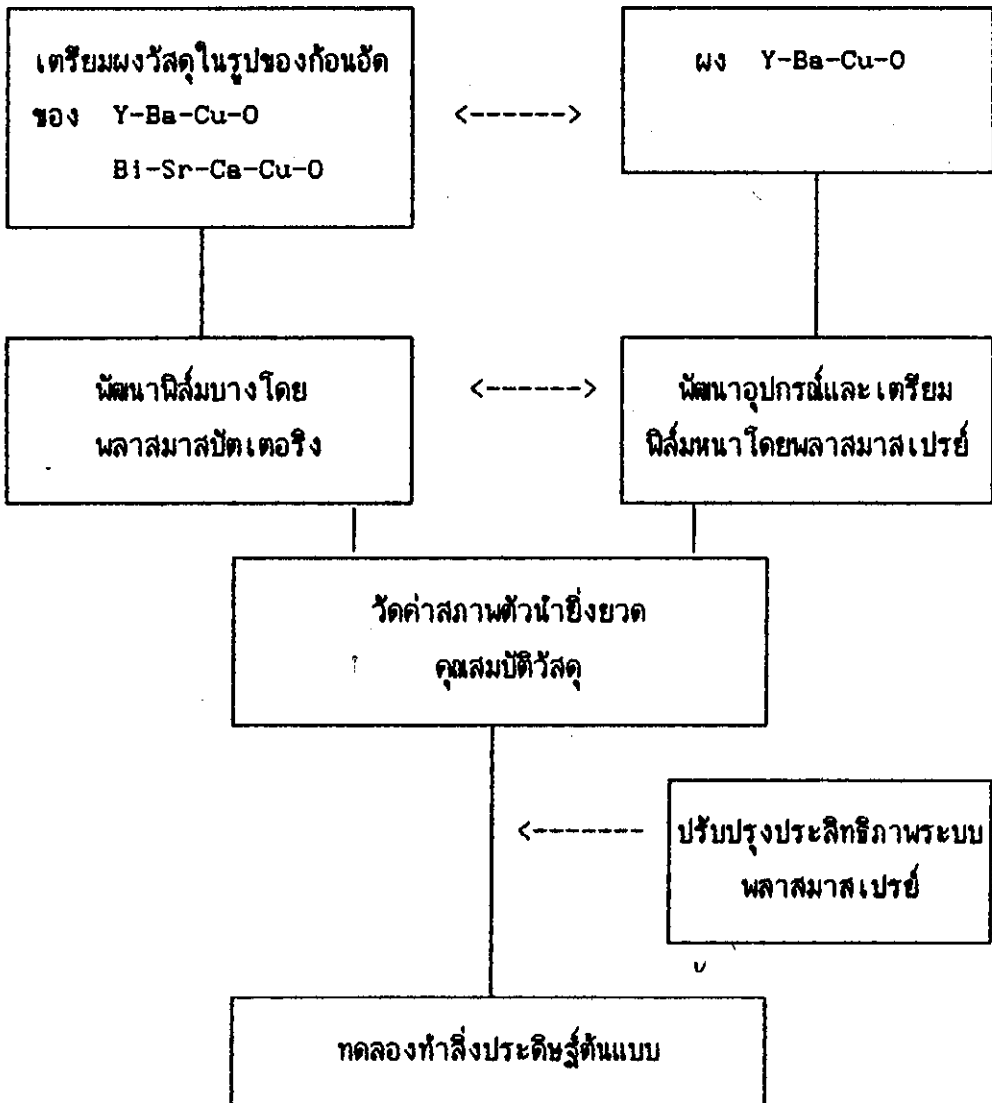 เตรียมผงวัสดุในรูปของก้อนอัด
ของ Y-Ba-Cu-O
Bi-Sr-Ca-Cu-O
<------>
ผง Y-Ba-Cu-O
พัฒนาฟิล์มบางโดย
พลาสมาสปัตเตอริง
<------>
พัฒนาอุปกรณ์และเตรียม
ฟิล์มหนาโดยพลาสมาสเปรย์
วัดค่าสภาพตัวนำยิ่งยวด
คุณสมบัติวัสดุ
<-------
ปรับปรุงประสิทธิภาพระบบ
พลาสมาสเปรย์
ทดลองทำสิ่งประดิษฐ์ต้นแบบ